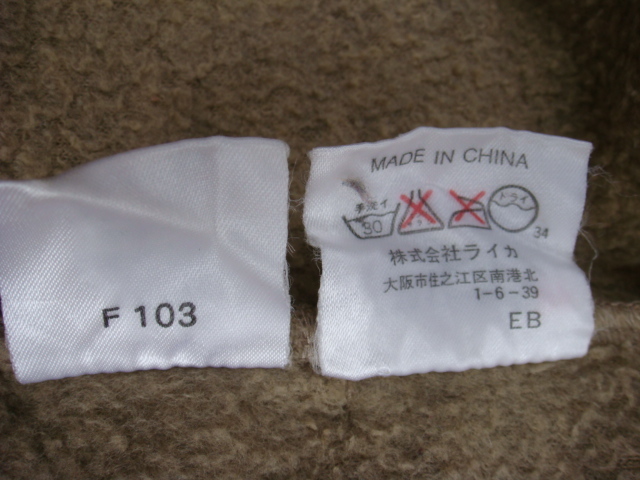 F 103
MADE IN CHINA
手洗イ
30
ドライ
34
株式会社ライカ
大阪市住之江区南港北
1-6-39
EB